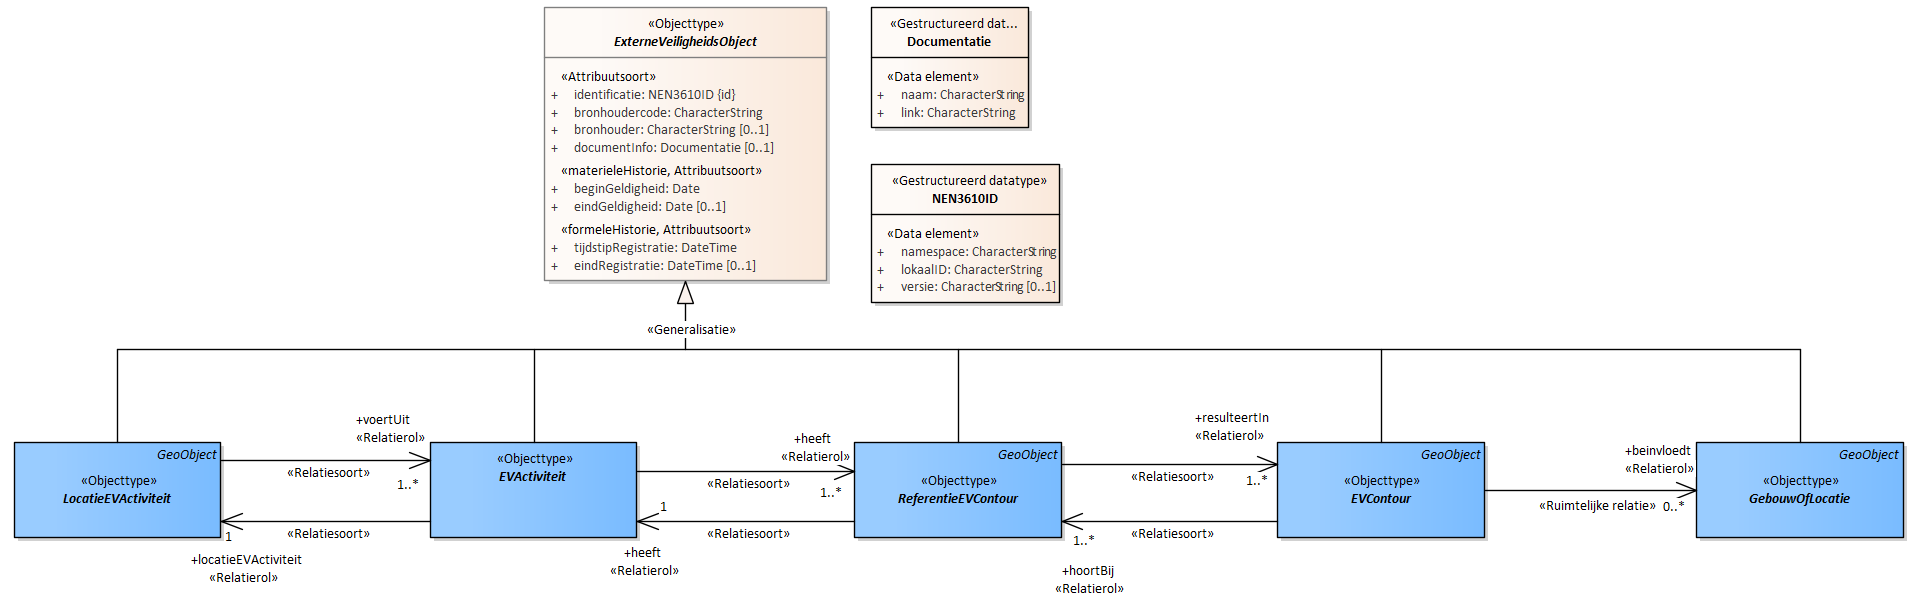 «Objecttype»
ExterneVeiligheidsObject
«Attribuutsoort»
+ identificatie: NEN3610ID {id}
+ bronhoudercode: CharacterString
+ bronhouder: CharacterString [0..1]
+ documentInfo: Documentatie [0..1]
«materieleHistorie, Attribuutsoort»
+ beginGeldigheid: Date
+ eindGeldigheid: Date [0..1]
«formeleHistorie, Attribuutsoort»
+ tijdstipRegistratie: DateTime
+ eindRegistratie: DateTime [0..1]
«Gestructureerd dat...
Documentatie
«Data element»
+ naam: CharacterString
+ link: CharacterString
«Gestructureerd datatype»
NEN3610ID
«Data element»
+ namespace: CharacterString
+ lokaalID: CharacterString
+ versie: CharacterString [0..1]
«Generalisatie»
GeoObject
«Objecttype»
LocatieEVActiviteit
+voertUit
«Relatierol»
«Relatiesoort»
1..*
«Relatiesoort»
1
+locatieEVActiviteit
«Relatierol»
«Objecttype»
EVActiviteit
+heeft
«Relatierol»
«Relatiesoort»
1..*
1
«Relatiesoort»
+heeft
«Relatierol»
GeoObject
«Objecttype»
ReferentieEVContour
+resulteertIn
«Relatierol»
«Relatiesoort»
1..*
«Relatiesoort»
1..*
+hoortBij
«Relatierol»
GeoObject
«Objecttype»
EVContour
+beinvloedt
«Relatierol»
«Ruimtelijke relatie»
0..*
GeoObject
«Objecttype»
GebouwOfLocatie